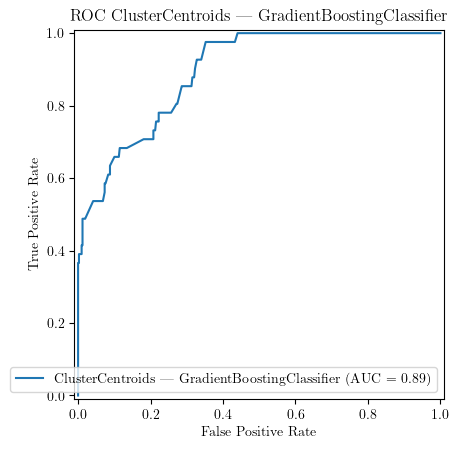 ROC ClusterCentroids — GradientBoostingClassifier
1.0
0.8
0.6
0.4
0.2
0.0
True Positive Rate
ClusterCentroids — GradientBoostingClassifier (AUC = 0.89)
0.0 0.2 0.4 0.6 0.8 1.0
False Positive Rate